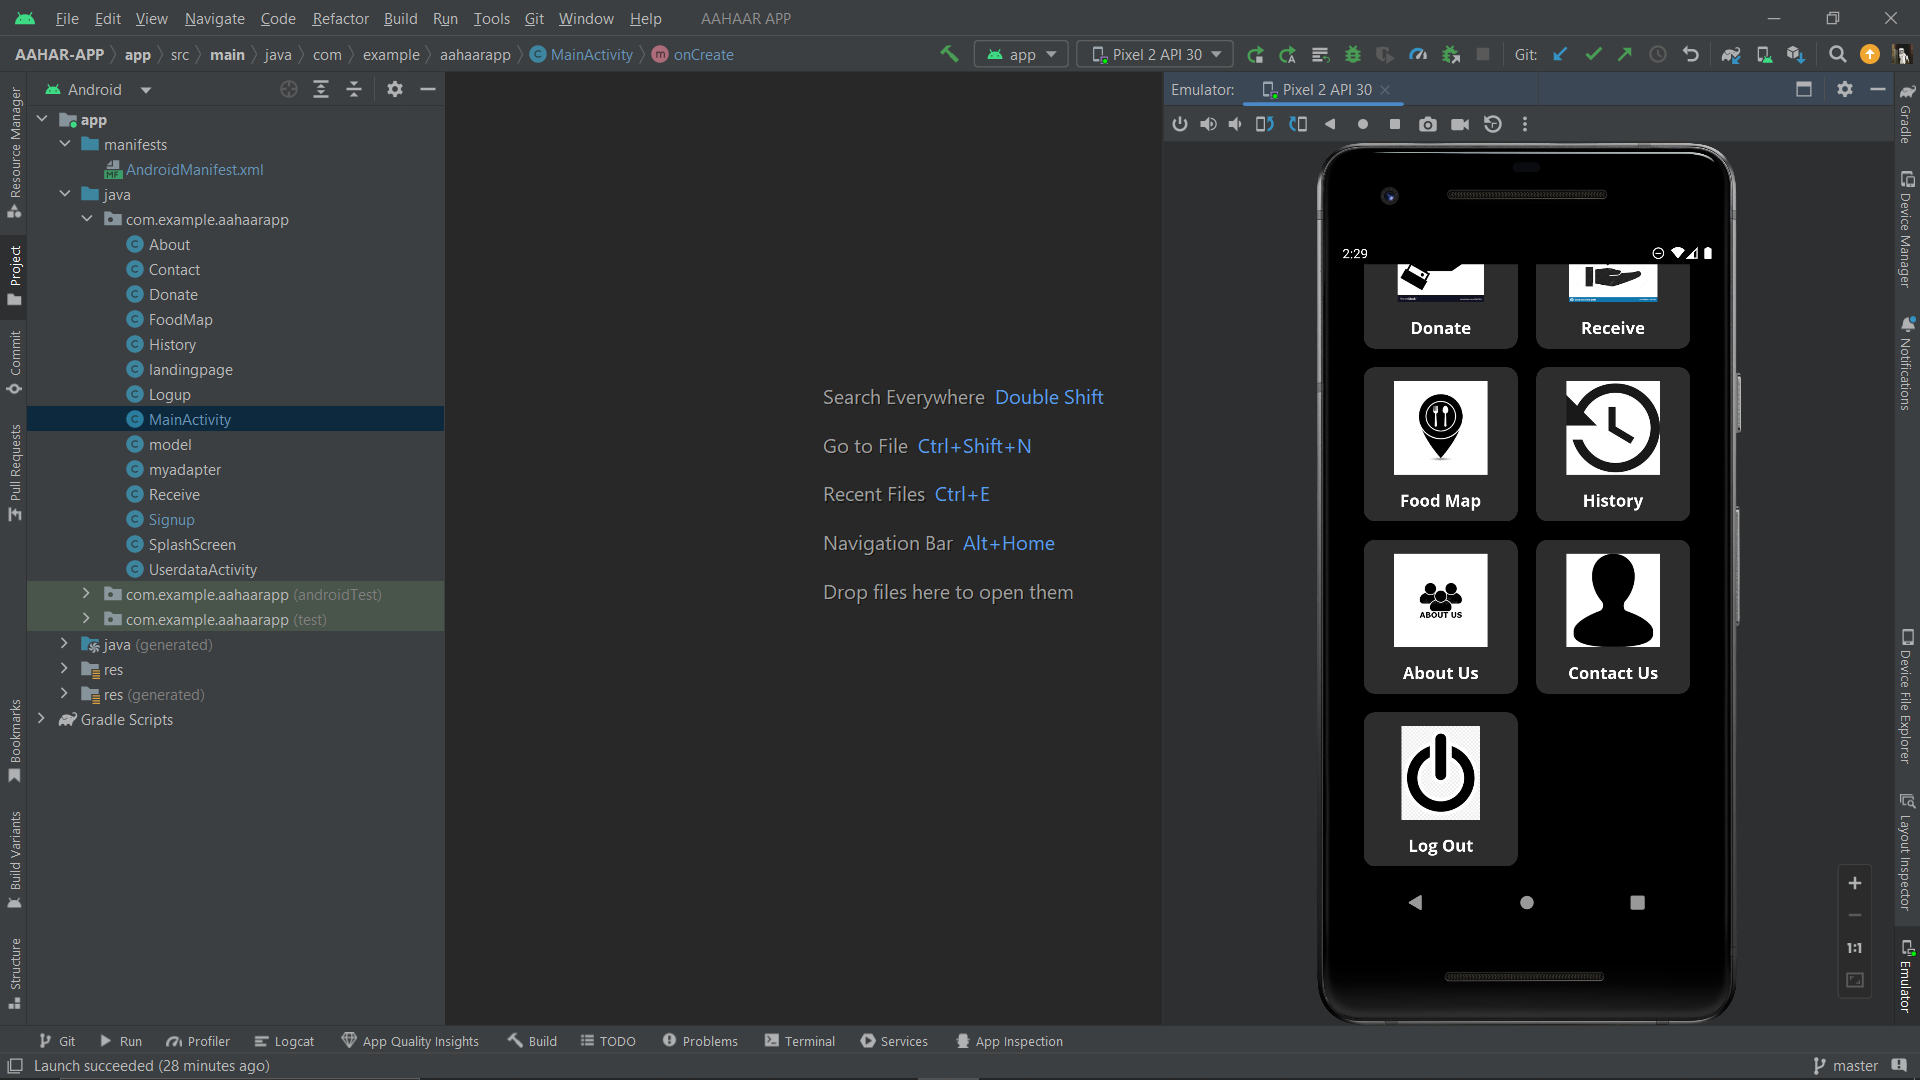 File Edit View Navigate Code Refactor Build Run Tools Git Window Help AAHAAR APP
AAHAR-APP app src main java com example aahaarapp MainActivity onCreate app Pixel 2 API 30 Git:
Android
app
manifests
AndroidManifest.xml
java
com.example.aahaarapp
About
Contact
Donate
FoodMap
History
landingpage
Logup
MainActivity
model
myadapter
Receive
Signup
SplashScreen
UserdataActivity
com.example.aahaarapp (androidTest)
com.example.aahaarapp (test)
java (generated)
res
res (generated)
Gradle Scripts
Resource Manager
Project
Commit
Pull Requests
Bookmarks
Build Variants
Structure
Search Everywhere Double Shift
Go to File Ctrl+Shift+N
Recent Files Ctrl+E
Navigation Bar Alt+Home
Drop files here to open them
Emulator: Pixel 2 API 30
2:29
Donate Receive
Food Map History
ABOUT US
About Us Contact Us
Log Out
1:1
Gradle
Device Manager
Notifications
Device File Explorer
Layout Inspector
Emulator
Git Run Profiler Logcat App Quality Insights Build TODO Problems Terminal Services App Inspection
Launch succeeded (28 minutes ago) master